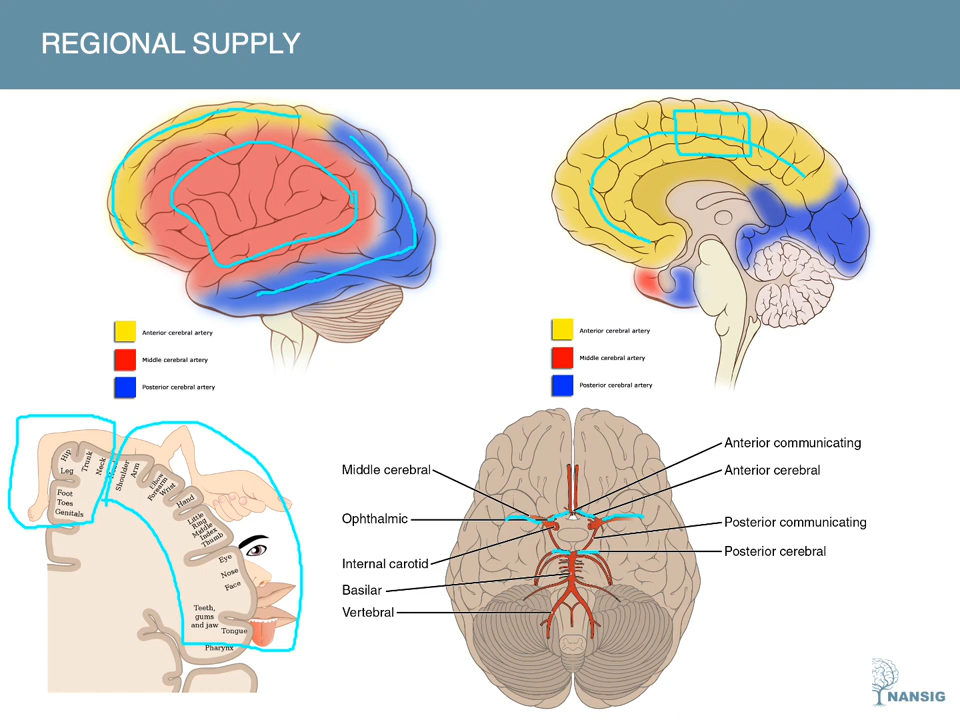 REGIONAL SUPPLY
Anterior cerebral artery
Middle cerebral artery
Posterior cerebral artery
Anterior cerebral artery
Middle cerebral artery
Posterior cerebral artery
Hip
Trunk
Neck
Shoulder
Arm
Elbow
Forearm
Wrist
Hand
Little
Ring
Middle
Index
Thumb
Eye
Nose
Face
Leg
Foot
Toes
Genitals
Teeth,
gums
and jaw
Tongue
Pharynx
Middle cerebral
Ophthalmic
Internal carotid
Basilar
Vertebral
Anterior communicating
Anterior cerebral
Posterior communicating
Posterior cerebral
NANSIG